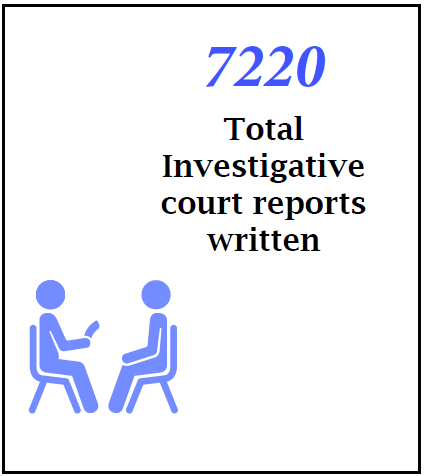 7220
Total
Investigative
court reports
written